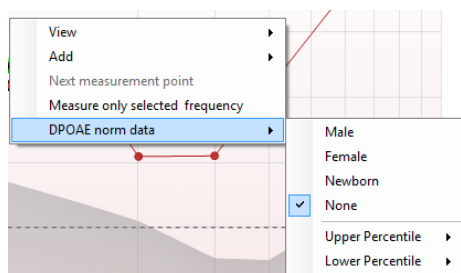 View
Add
Next measurement point
Measure only selected frequency
DPOAE norm data
Male
Female
Newborn
None
Upper Percentile
Lower Percentile